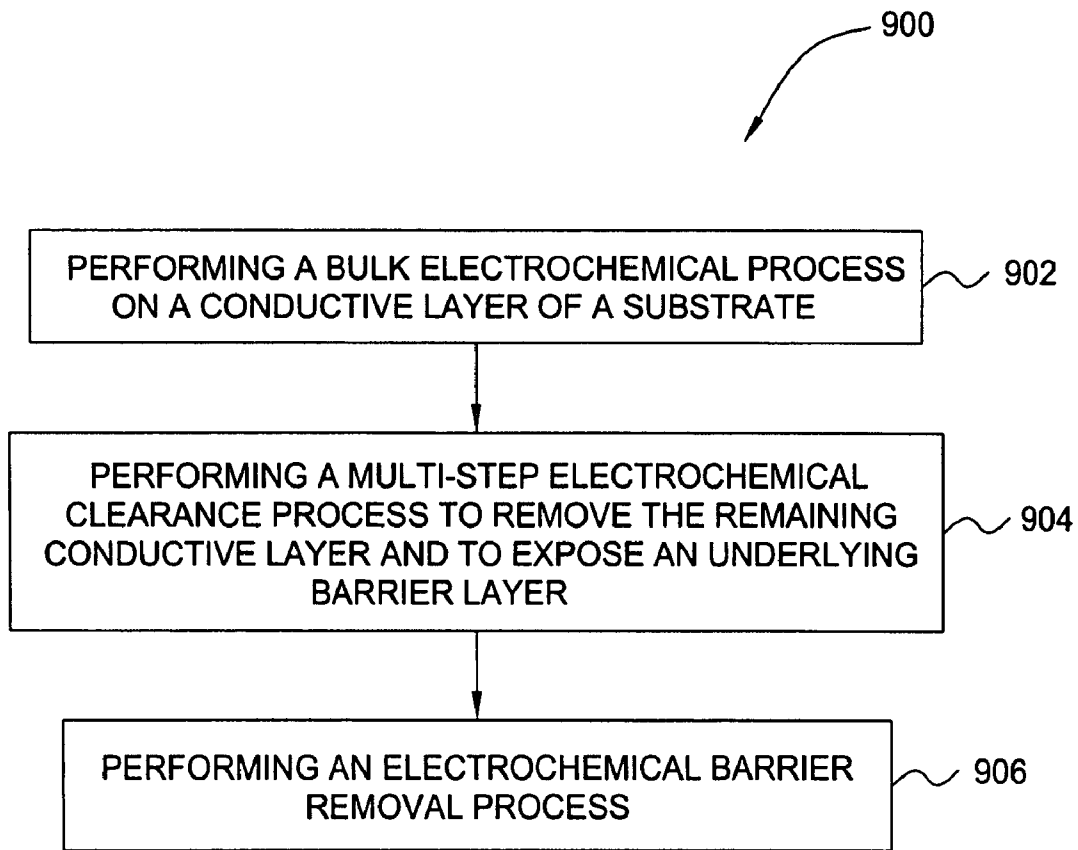 900
PERFORMING A BULK ELECTROCHEMICAL PROCESS
ON A CONDUCTIVE LAYER OF A SUBSTRATE
902
PERFORMING A MULTI-STEP ELECTROCHEMICAL
CLEARANCE PROCESS TO REMOVE THE REMAINING
CONDUCTIVE LAYER AND TO EXPOSE AN UNDERLYING
BARRIER LAYER
904
PERFORMING AN ELECTROCHEMICAL BARRIER
REMOVAL PROCESS
906